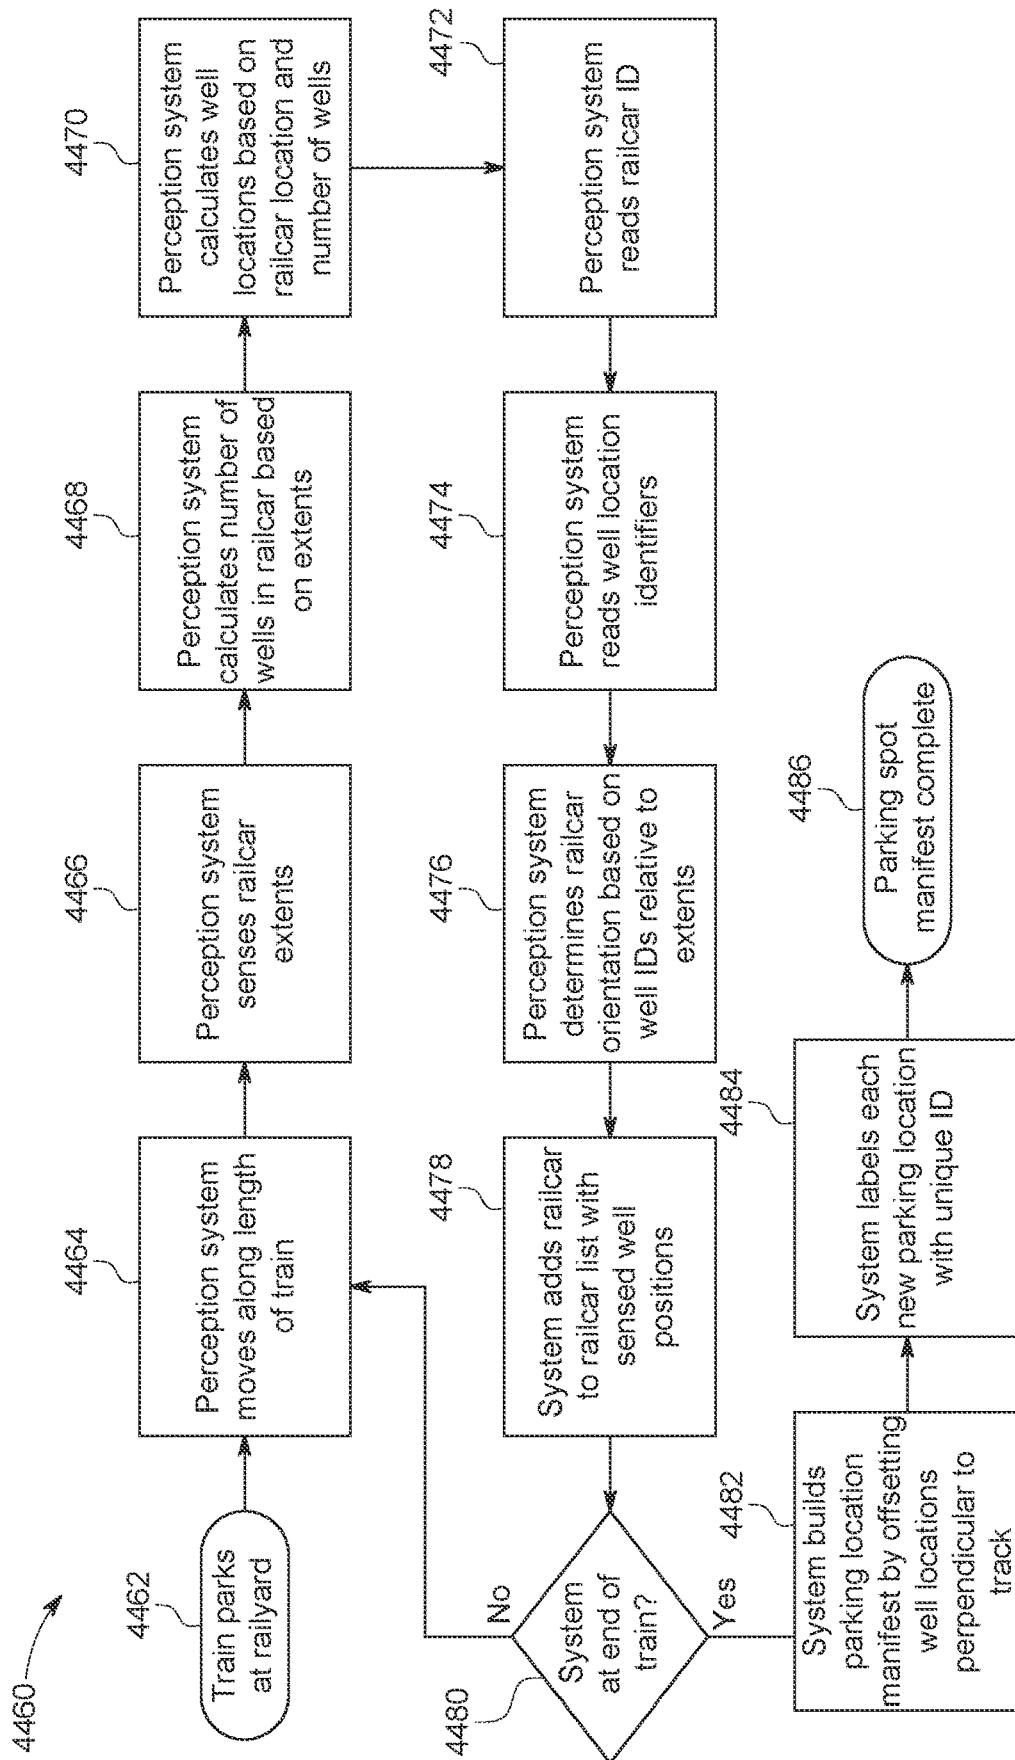 4460
4462
Train parks
at railyard
4464
Perception system
moves along length
of train
4466
Perception system
senses railcar
extents
4468
Perception system
calculates number of
wells in railcar based
on extents
4470
Perception system
calculates well
locations based on
railcar location and
number of wells
4472
Perception system
reads railcar ID
4474
Perception system
reads well location
identifiers
4476
Perception system
determines railcar
orientation based on
well IDs relative to
extents
4478
System adds railcar
to railcar list with
sensed well
positions
4480
System
at end of
train?
No
Yes
4482
System builds
parking location
manifest by offsetting
well locations
perpendicular to
track
4484
System labels each
new parking location
with unique ID
4486
Parking spot
manifest complete